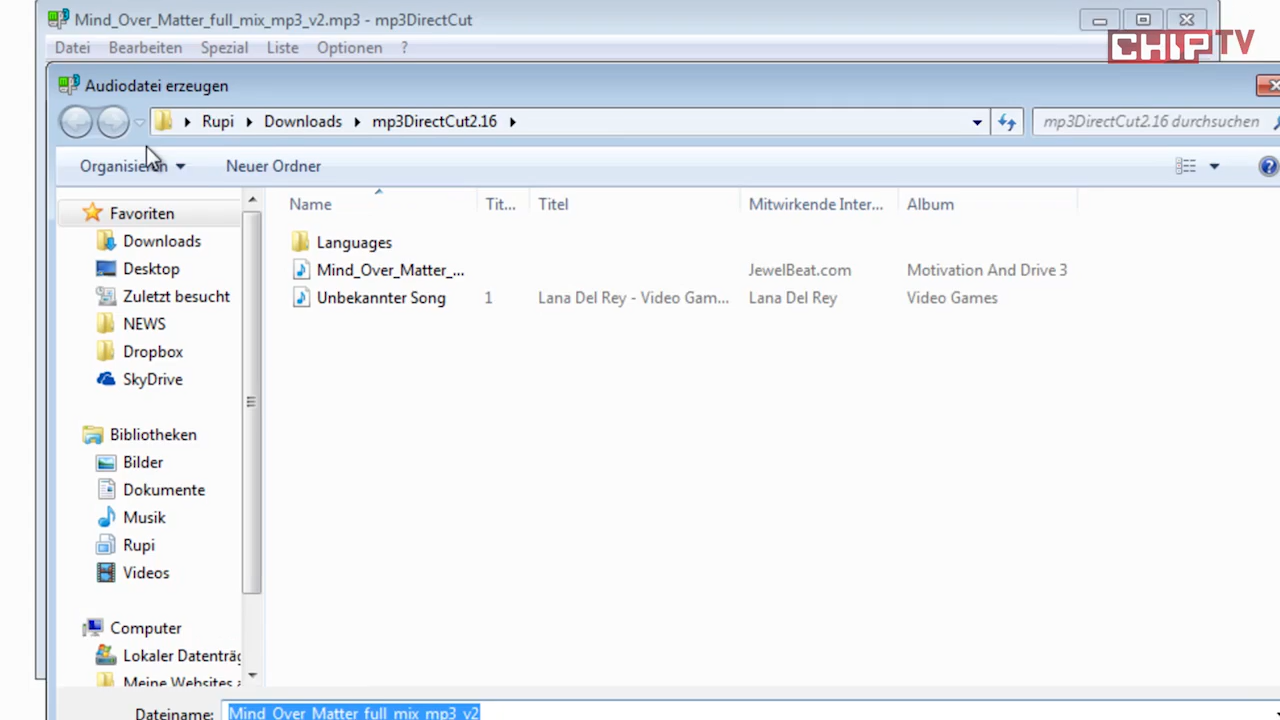 Mind_Over_Matter_full_mix_mp3_v2.mp3 - mp3DirectCut
CHIP TV
Datei Bearbeiten Spezial Liste Optionen ?
Audiodatei erzeugen
Rupi Downloads mp3DirectCut2.16 mp3DirectCut2.16 durchsuchen
Organisieren Neuer Ordner
Name Tit... Titel Mitwirkende Inter... Album
Favoriten
Downloads
Desktop
Zuletzt besucht
NEWS
Dropbox
SkyDrive
Bibliotheken
Bilder
Dokumente
Musik
Rupi
Videos
Computer
Lokaler Datenträg
Meine Websites a
Languages
Mind_Over_Matter_... JewelBeat.com Motivation And Drive 3
Unbekannter Song 1 Lana Del Rey - Video Gam... Lana Del Rey Video Games
Dateiname: Mind_Over_Matter_full_mix_mp3_v2